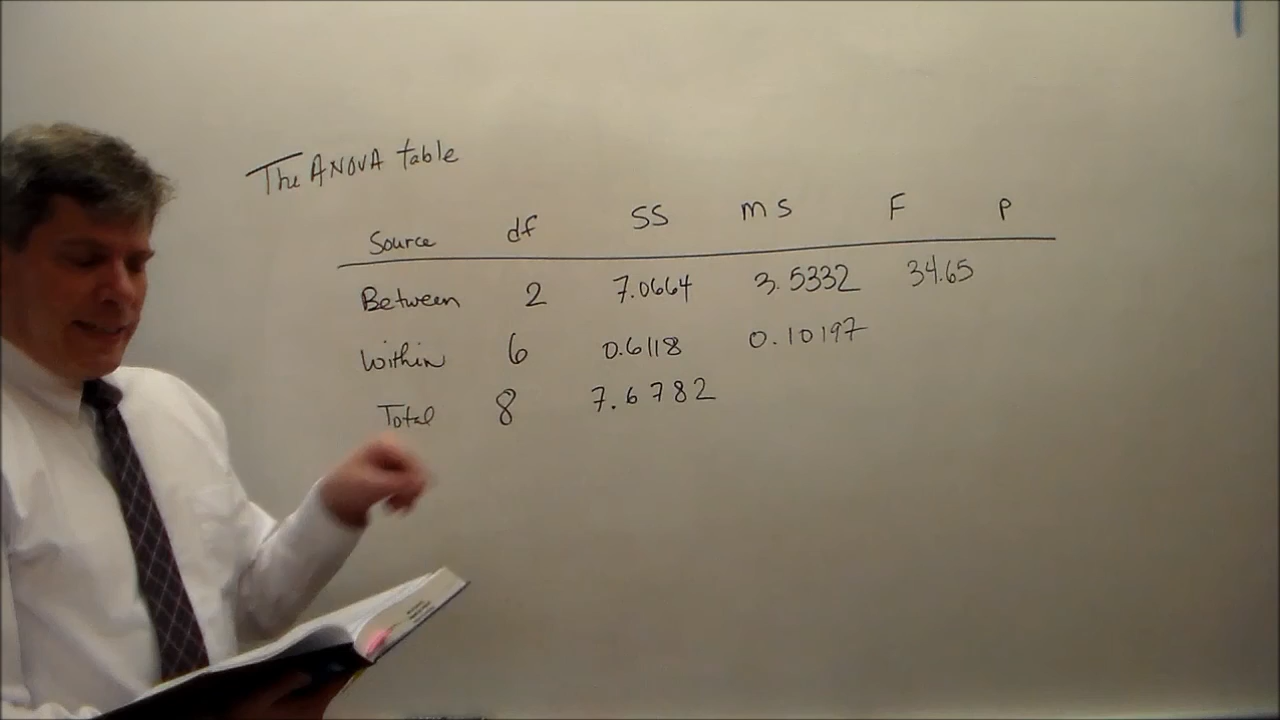 The ANOVA table
Source df SS MS F P
Between 2 7.0664 3.5332 34.65
Within 6 0.6118 0.10197
Total 8 7.6782